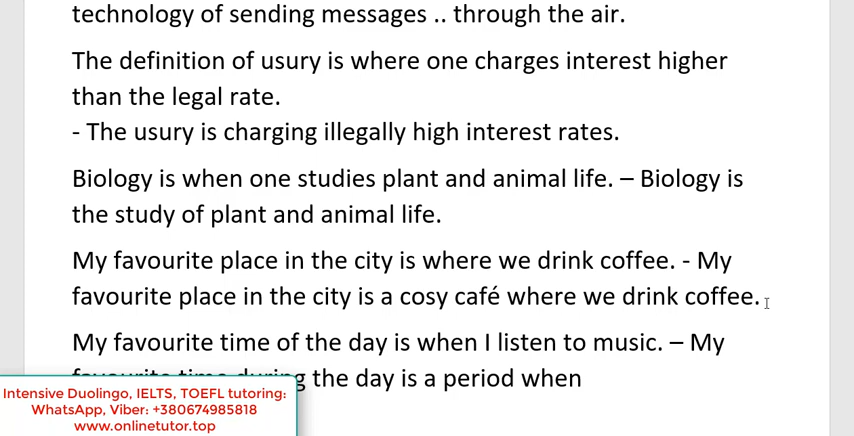 technology of sending messages .. through the air.
The definition of usury is where one charges interest higher
than the legal rate.
- The usury is charging illegally high interest rates.
Biology is when one studies plant and animal life. – Biology is
the study of plant and animal life.
My favourite place in the city is where we drink coffee. - My
favourite place in the city is a cosy café where we drink coffee.
My favourite time of the day is when I listen to music. – My
favourite time during the day is a period when
Intensive Duolingo, IELTS, TOEFL tutoring:
WhatsApp, Viber: +380674985818
www.onlinetutor.top